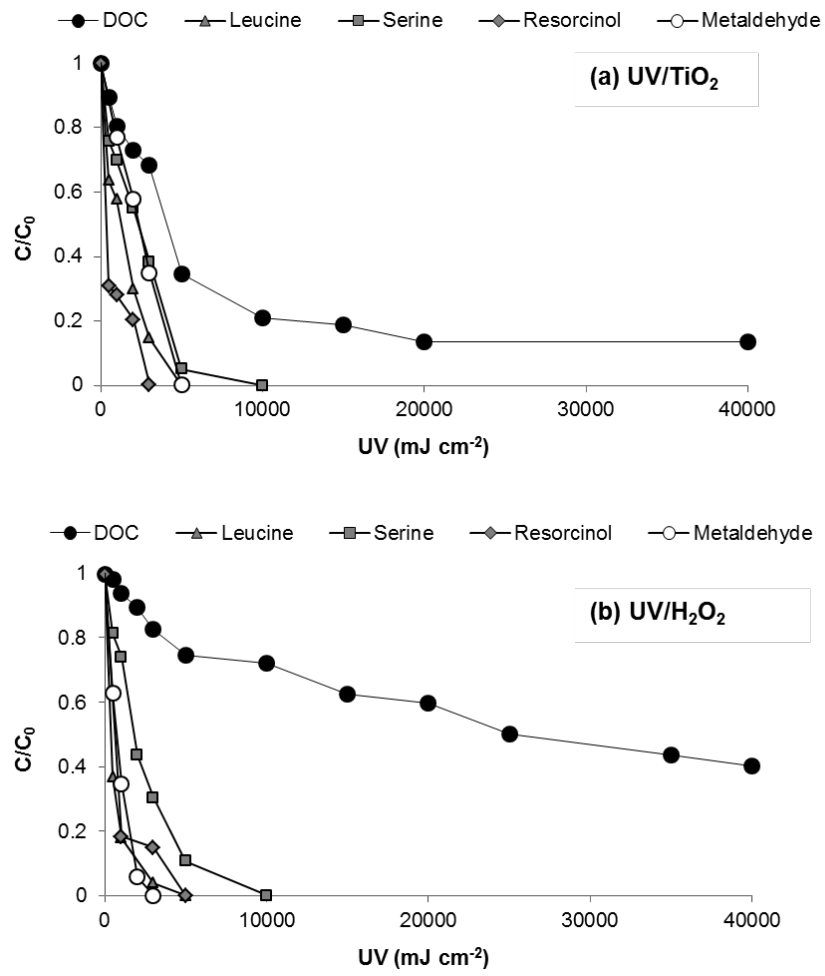 DOC Leucine Serine Resorcinol Metaldehyde
(a) UV/TiO₂
1
0.8
0.6
0.4
0.2
0
C/C₀
0 10000 20000 30000 40000
UV (mJ cm⁻²)
DOC Leucine Serine Resorcinol Metaldehyde
(b) UV/H₂O₂
1
0.8
0.6
0.4
0.2
0
C/C₀
0 10000 20000 30000 40000
UV (mJ cm⁻²)